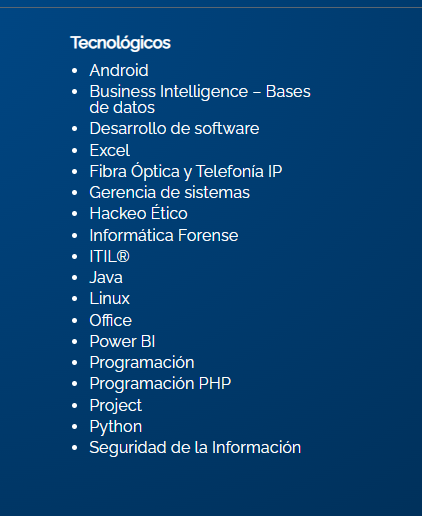 Tecnológicos
• Android
• Business Intelligence – Bases
de datos
• Desarrollo de software
• Excel
• Fibra Óptica y Telefonía IP
• Gerencia de sistemas
• Hackeo Ético
• Informática Forense
• ITIL®
• Java
• Linux
• Office
• Power BI
• Programación
• Programación PHP
• Project
• Python
• Seguridad de la Información